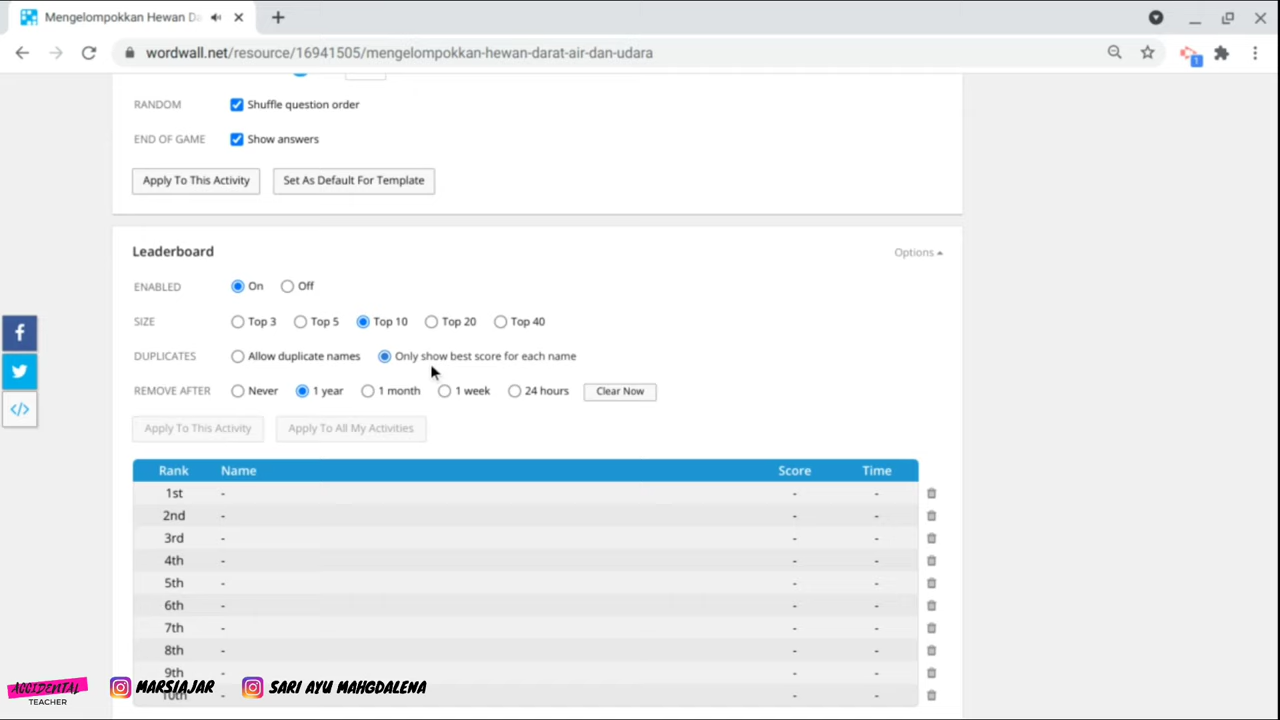 Mengelompokkan Hewan Da
wordwall.net/resource/16941505/mengelompokkan-hewan-darat-air-dan-udara
1
RANDOM Shuffle question order
END OF GAME Show answers
Apply To This Activity Set As Default For Template
Leaderboard Options
ENABLED On Off
SIZE Top 3 Top 5 Top 10 Top 20 Top 40
DUPLICATES Allow duplicate names Only show best score for each name
REMOVE AFTER Never 1 year 1 month 1 week 24 hours Clear Now
Apply To This Activity Apply To All My Activities
Rank Name Score Time
1st - - -
2nd - - -
3rd - - -
4th - - -
5th - - -
6th - - -
7th - - -
8th - - -
9th - -
10th - -
ACCIDENTAL
TEACHER
MARSIAJAR
SARI AYU MAHGDALENA